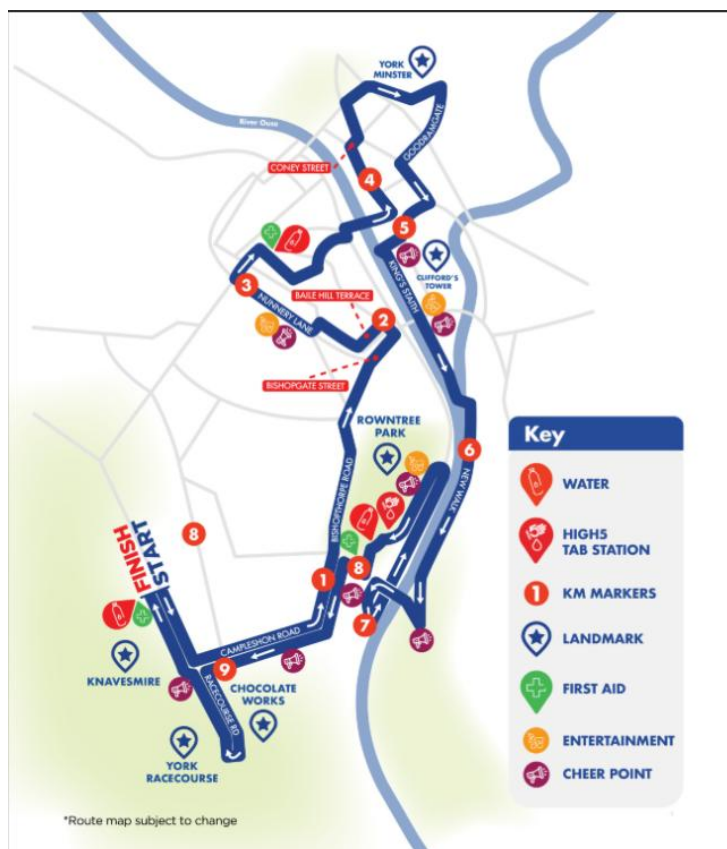 YORK
MINSTER
River Ouse
GOODRAMGATE
CONEY STREET
4
5
KING'S STAITH
CLIFFORD'S
TOWER
3
NUNNERY LANE
BAILE HILL TERRACE
2
BISHOPGATE STREET
ROWNTREE
PARK
6
NEW WALK
BISHOPTHORPE ROAD
8
FINISH
START
8
1
7
CAMPLESHON ROAD
9
KNAVESMIRE
RACECOURSE RD
CHOCOLATE
WORKS
YORK
RACECOURSE
*Route map subject to change
Key
WATER
HIGH5
TAB STATION
1
KM MARKERS
LANDMARK
FIRST AID
ENTERTAINMENT
CHEER POINT